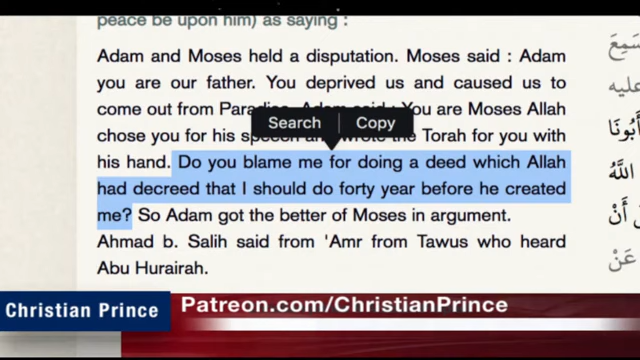 peace be upon him) as saying :
Adam and Moses held a disputation. Moses said : Adam
you are our father. You deprived us and caused us to
come out from Paradise. Adam said : You are Moses Allah
Search Copy
chose you for his speech and wrote the Torah for you with
his hand. Do you blame me for doing a deed which Allah
had decreed that I should do forty year before he created
me? So Adam got the better of Moses in argument.
Ahmad b. Salih said from 'Amr from Tawus who heard
Abu Hurairah.
عليه
أَبُونَا
اللَّهُ
أَنْ
عَنْ
Christian Prince
Patreon.com/ChristianPrince